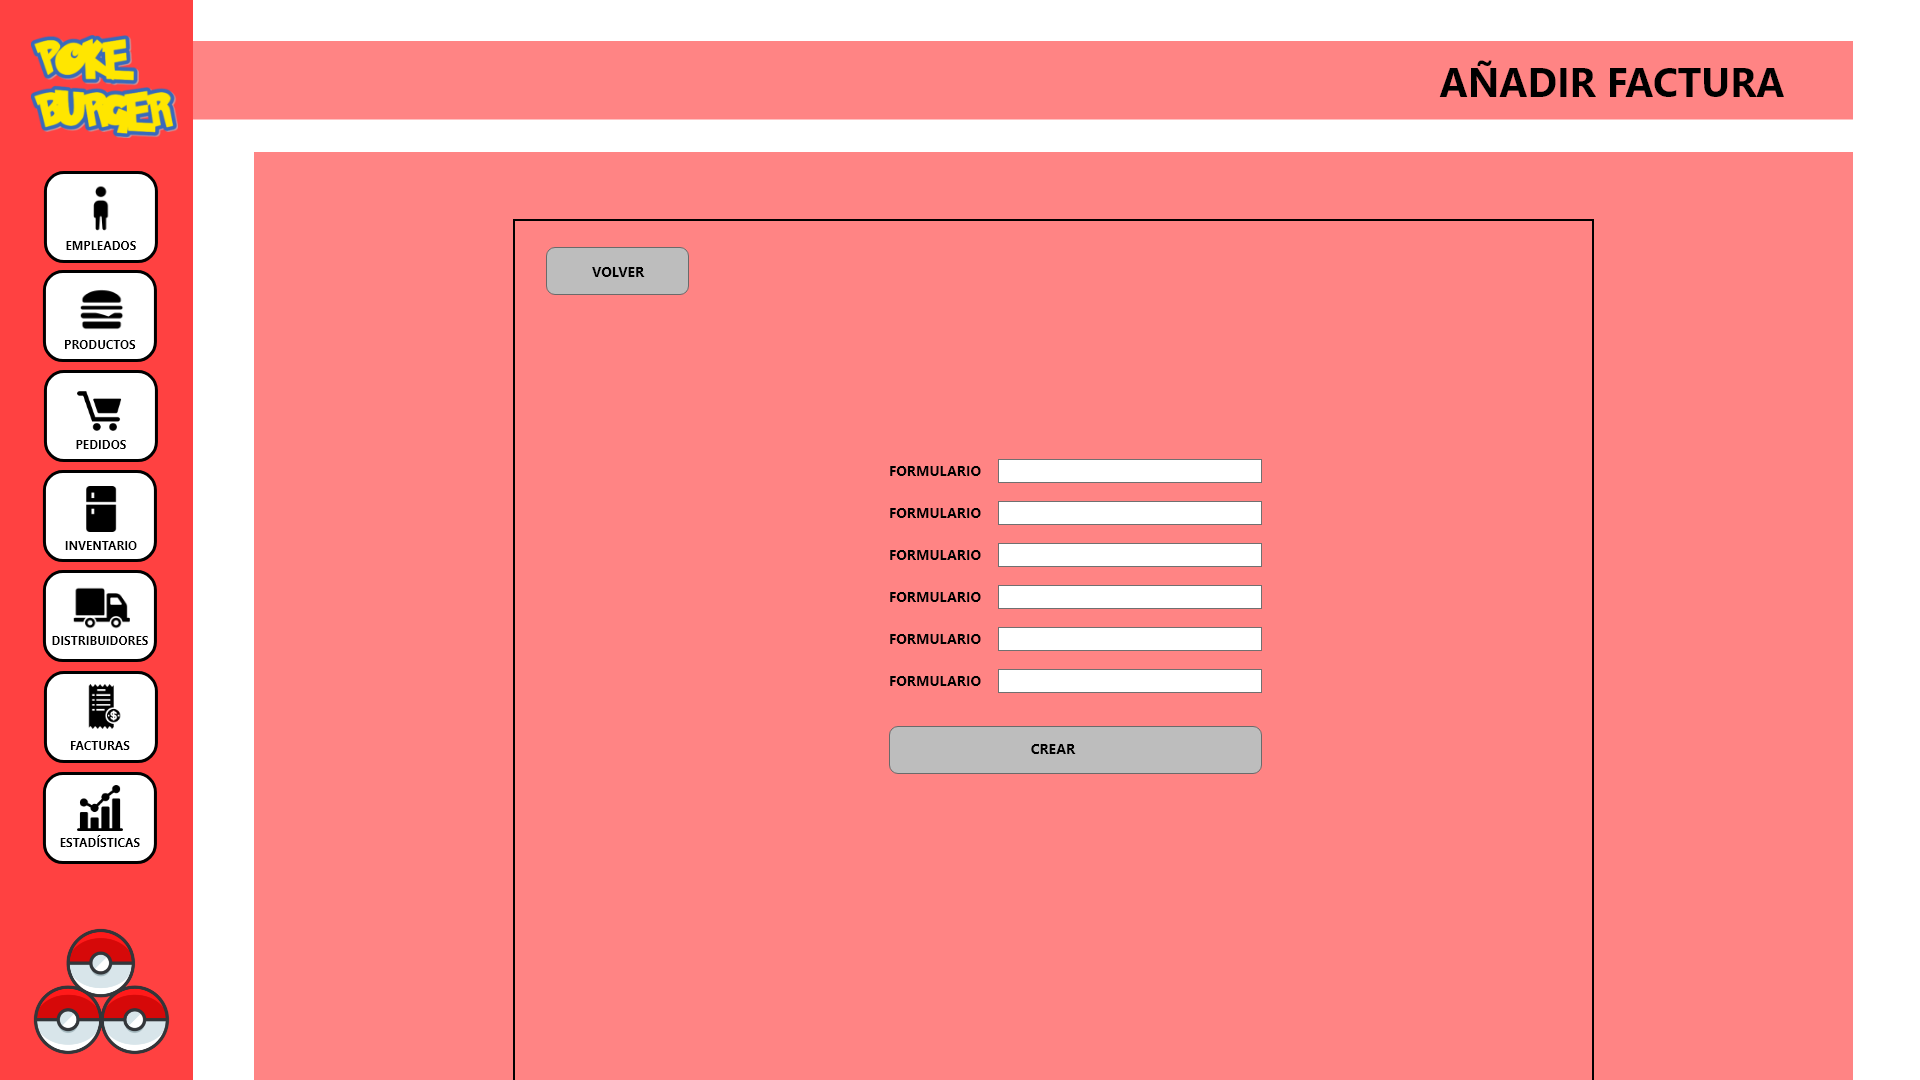 POKE
BURGER
AÑADIR FACTURA
EMPLEADOS
PRODUCTOS
PEDIDOS
INVENTARIO
DISTRIBUIDORES
FACTURAS
ESTADÍSTICAS
VOLVER
FORMULARIO
FORMULARIO
FORMULARIO
FORMULARIO
FORMULARIO
FORMULARIO
CREAR